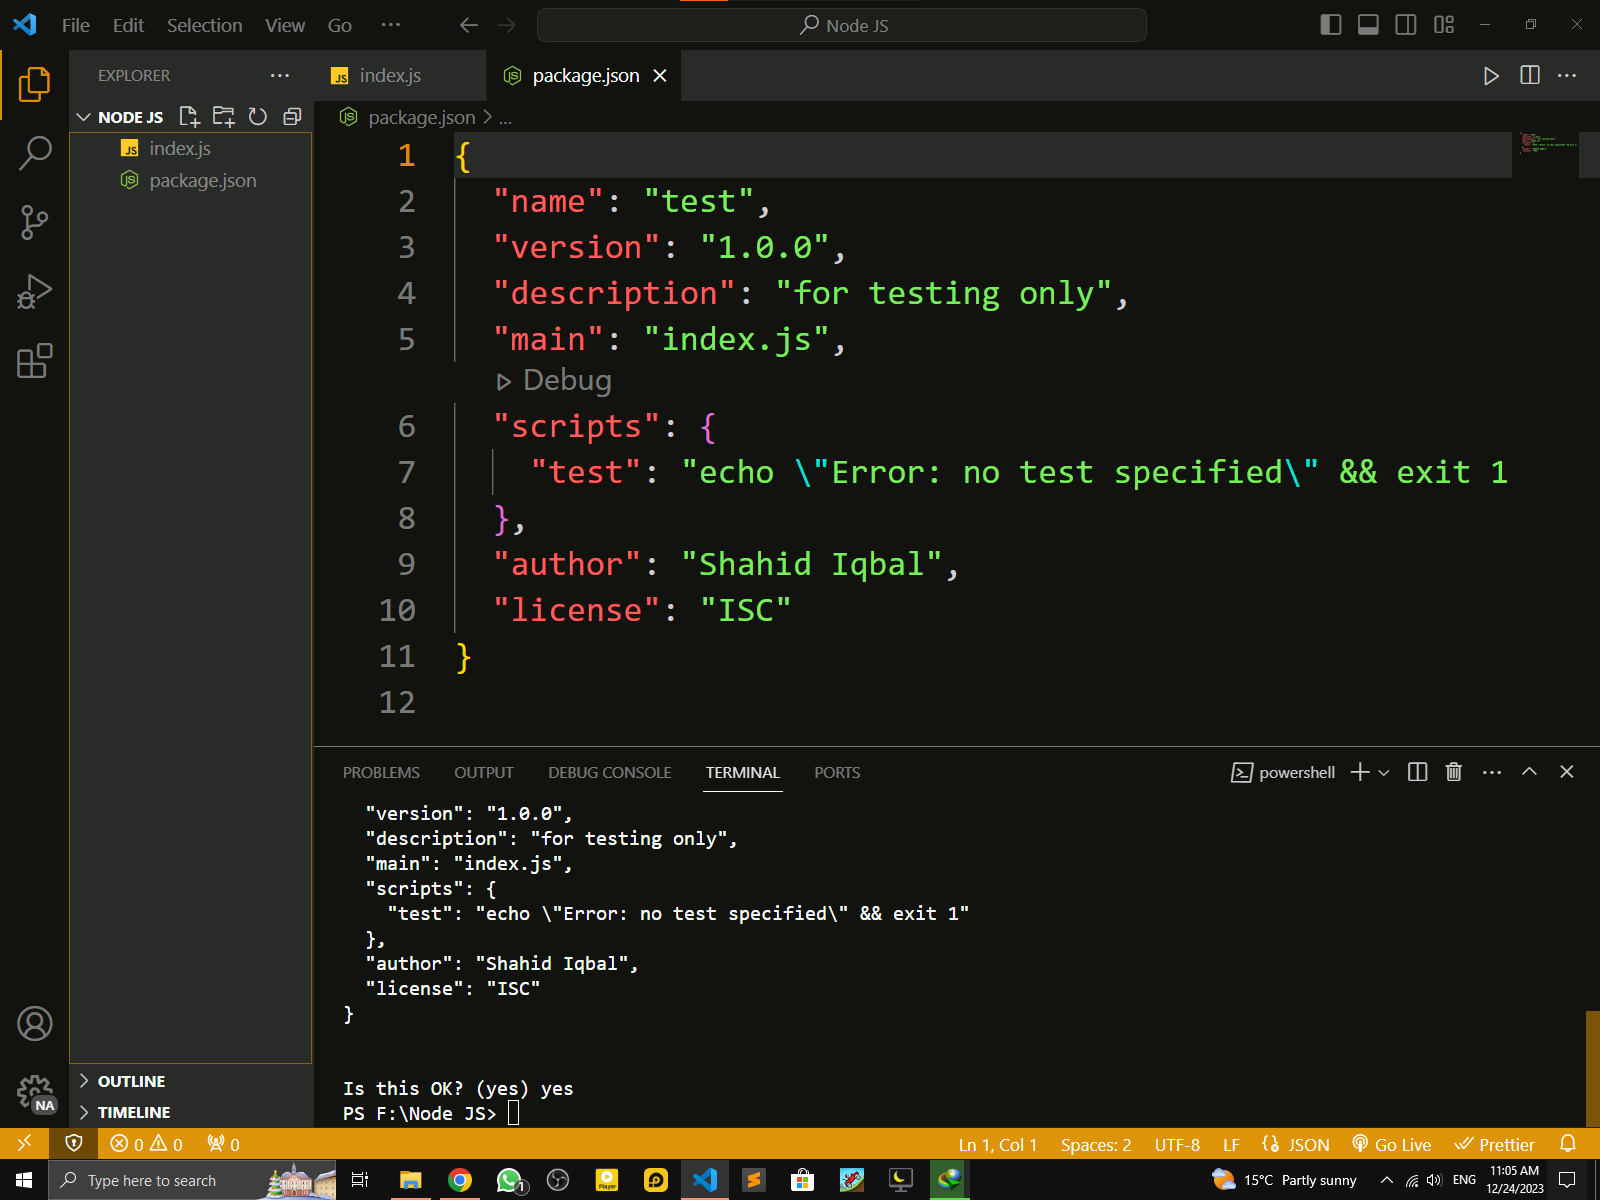 File Edit Selection View Go ··· Node JS
EXPLORER ··· JS index.js JS package.json
NODE JS
JS package.json > ...
JS index.js
JS package.json
1 {
2 "name": "test",
3 "version": "1.0.0",
4 "description": "for testing only",
5 "main": "index.js",
Debug
6 "scripts": {
7 "test": "echo \"Error: no test specified\" && exit 1
8 },
9 "author": "Shahid Iqbal",
10 "license": "ISC"
11 }
12
PROBLEMS OUTPUT DEBUG CONSOLE TERMINAL PORTS powershell
"version": "1.0.0",
"description": "for testing only",
"main": "index.js",
"scripts": {
"test": "echo \"Error: no test specified\" && exit 1"
},
"author": "Shahid Iqbal",
"license": "ISC"
}
Is this OK? (yes) yes
PS F:\Node JS>
OUTLINE
NA
TIMELINE
0 0 0 Ln 1, Col 1 Spaces: 2 UTF-8 LF {} JSON Go Live Prettier
Type here to search 1 Player 15°C Partly sunny ENG 11:05 AM
12/24/2023